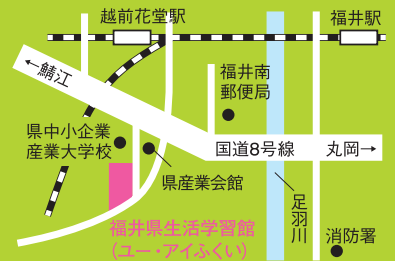 越前花堂駅
福井駅
←鯖江
福井南
郵便局
県中小企業
産業大学校
国道8号線
丸岡→
県産業会館
足羽川
福井県生活学習館
(ユー・アイふくい)
消防署